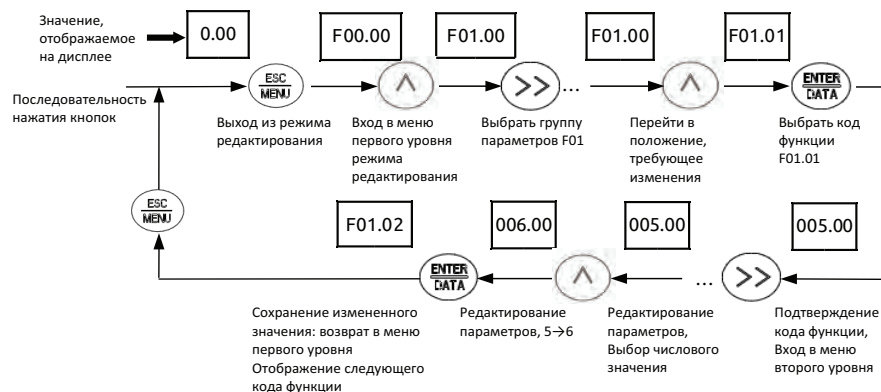 Значение,
отображаемое
на дисплее
0.00
F00.00
F01.00
F01.00
F01.01
Последовательность
нажатия кнопок
ESC
MENU
>>
...
ENTER
DATA
Выход из режима
редактирования
Вход в меню
первого уровня
режима
редактирования
Выбрать группу
параметров F01
Перейти в
положение,
требующее
изменения
Выбрать код
функции
F01.01
ESC
MENU
F01.02
006.00
005.00
005.00
ENTER
DATA
...
>>
Сохранение измененного
значения: возврат в меню
первого уровня
Отображение следующего
кода функции
Редактирование
параметров, 5→6
Редактирование
параметров,
Выбор числового
значения
Подтверждение
кода функции,
Вход в меню
второго уровня